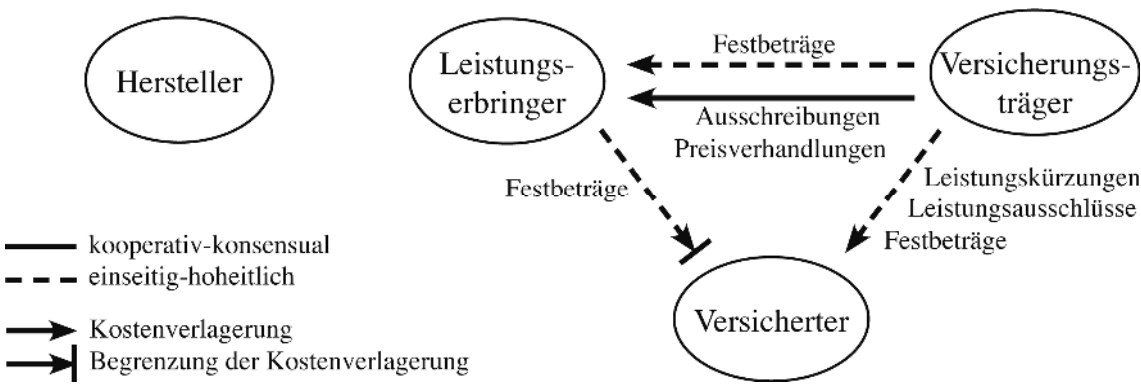 Hersteller
Leistungs-
erbringer
Festbeträge
Versicherungs-
träger
Ausschreibungen
Preisverhandlungen
Festbeträge
Leistungskürzungen
Leistungsausschlüsse
Festbeträge
Versicherter
kooperativ-konsensual
einseitig-hoheitlich
Kostenverlagerung
Begrenzung der Kostenverlagerung